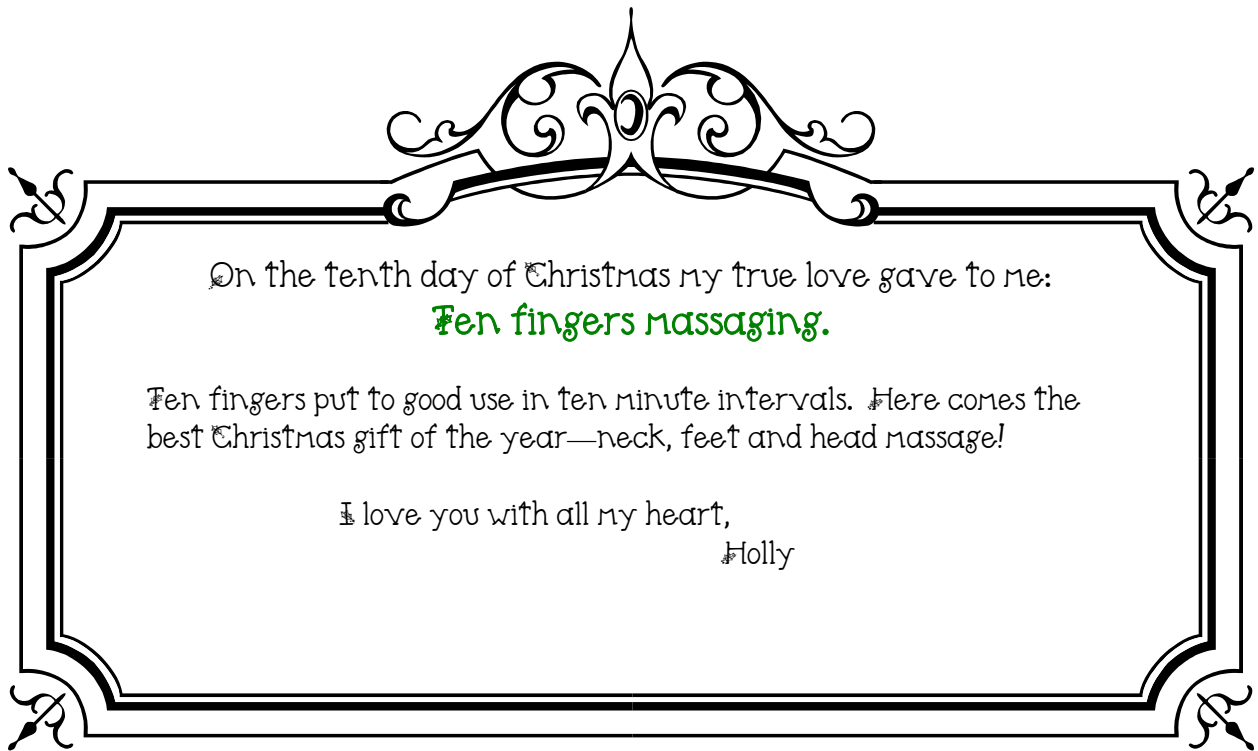 On the tenth day of Christmas my true love gave to me:
Ten fingers massaging.
Ten fingers put to good use in ten minute intervals.  Here comes the
best Christmas gift of the year—neck, feet and head massage!
I love you with all my heart,
Holly